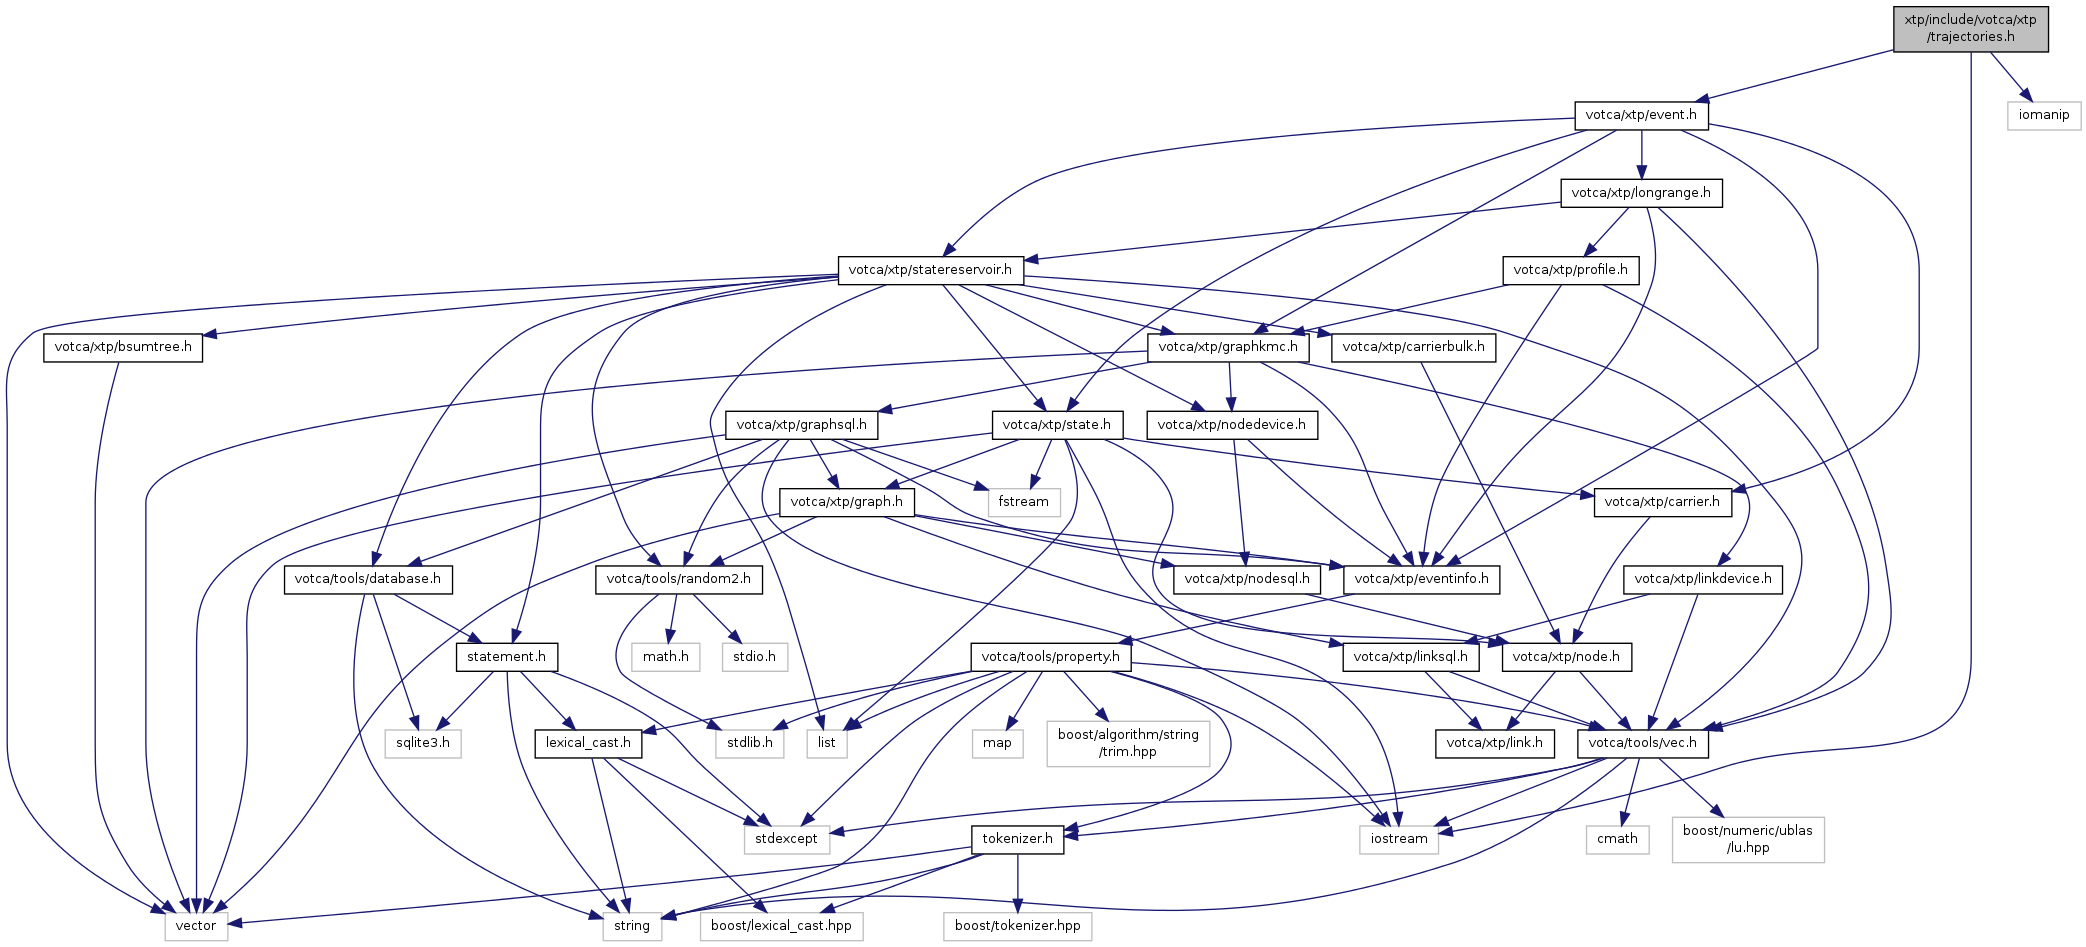 xtp/include/votca/xtp
/trajectories.h
votca/xtp/event.h
iomanip
votca/xtp/longrange.h
votca/xtp/statereservoir.h
votca/xtp/profile.h
votca/xtp/bsumtree.h
votca/xtp/graphkmc.h
votca/xtp/carrierbulk.h
votca/xtp/graphsql.h
votca/xtp/state.h
votca/xtp/nodedevice.h
votca/xtp/graph.h
fstream
votca/xtp/carrier.h
votca/tools/database.h
votca/tools/random2.h
votca/xtp/nodesql.h
votca/xtp/eventinfo.h
votca/xtp/linkdevice.h
statement.h
math.h
stdio.h
votca/tools/property.h
votca/xtp/linksql.h
votca/xtp/node.h
sqlite3.h
lexical_cast.h
stdlib.h
list
map
boost/algorithm/string
/trim.hpp
votca/xtp/link.h
votca/tools/vec.h
stdexcept
tokenizer.h
iostream
cmath
boost/numeric/ublas
/lu.hpp
vector
string
boost/lexical_cast.hpp
boost/tokenizer.hpp